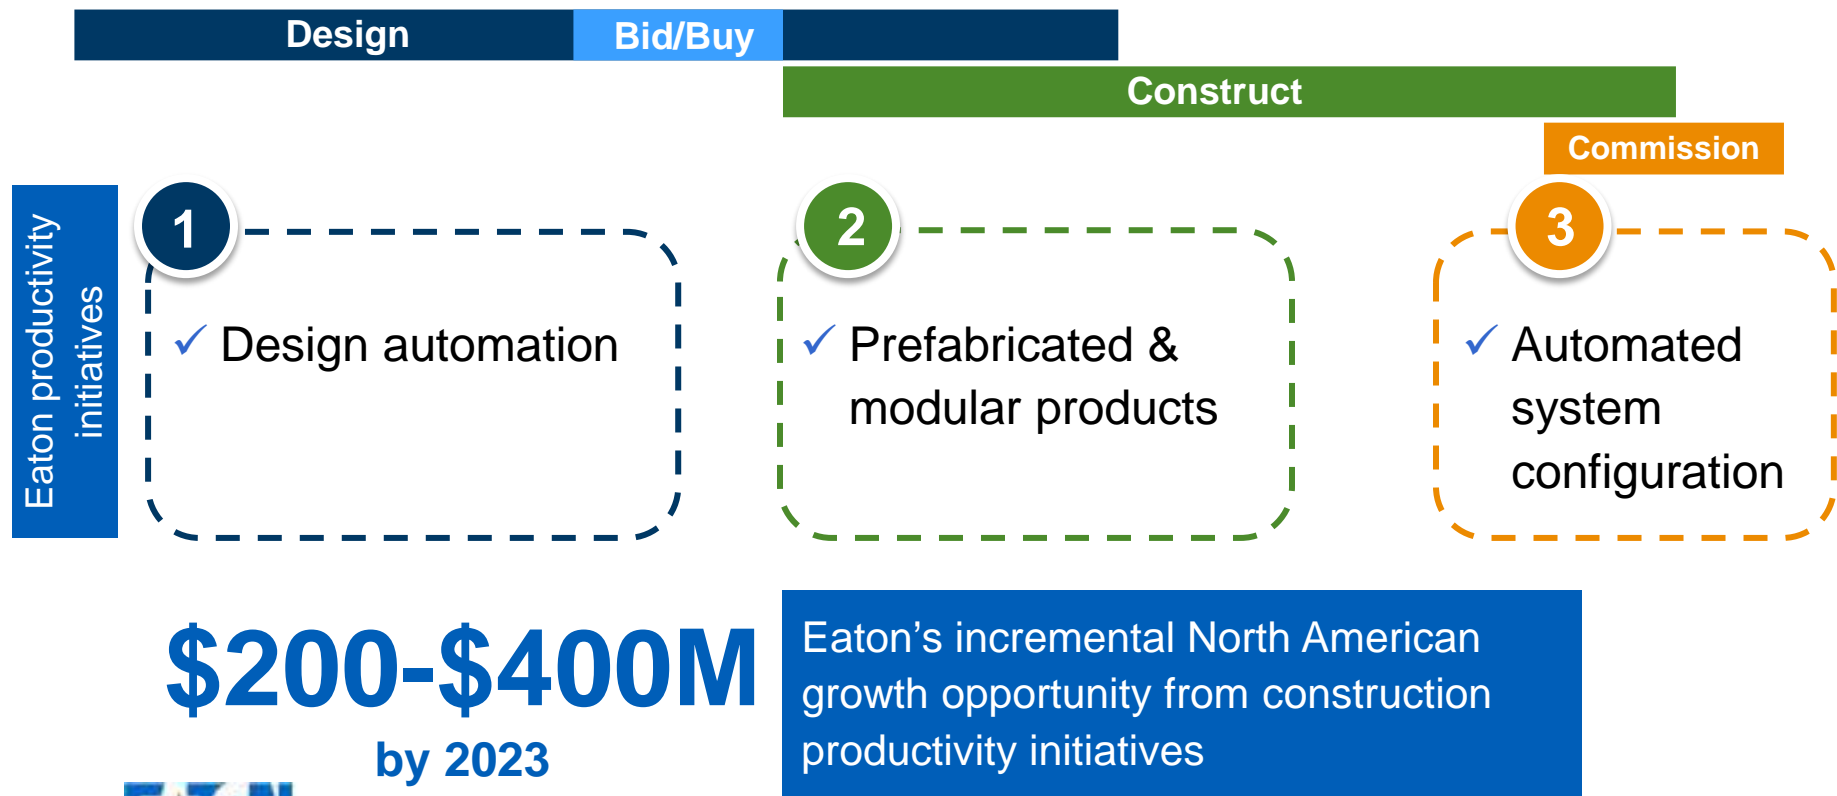 Design
Bid/Buy
Construct
Commission
Eaton productivity
initiatives
1
✓ Design automation
2
✓ Prefabricated &
modular products
3
✓ Automated
system
configuration
$200-$400M
by 2023
Eaton’s incremental North American
growth opportunity from construction
productivity initiatives